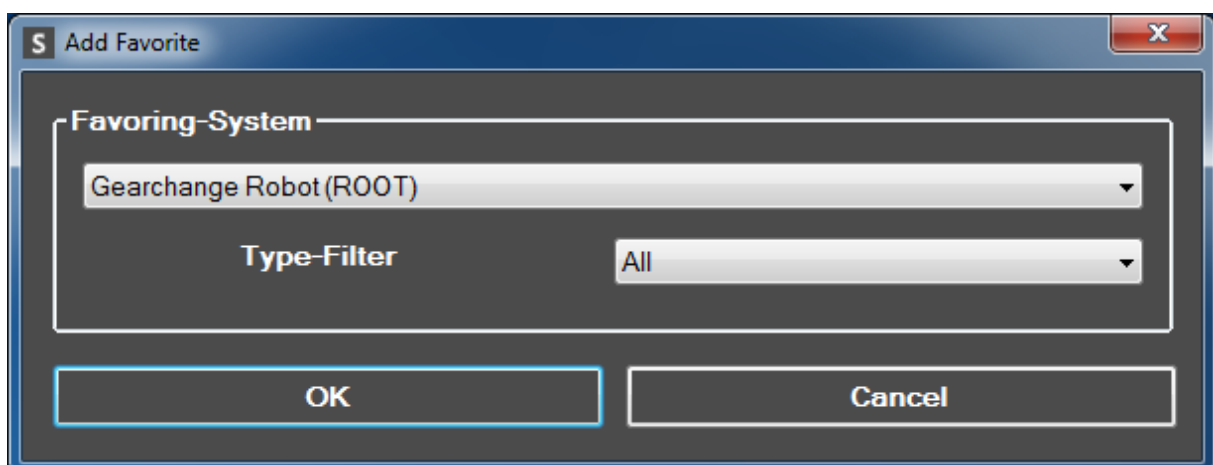 S Add Favorite
Favoring-System
Gearchange Robot (ROOT)
Type-Filter All
OK Cancel